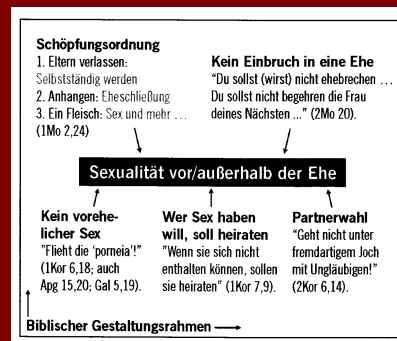 Schöpfungsordnung
1. Eltern verlassen:
Selbstständig werden
2. Anhangen: Eheschließung
3. Ein Fleisch: Sex und mehr ...
(1Mo 2,24)
Kein Einbruch in eine Ehe
“Du sollst (wirst) nicht ehebrechen ...
Du sollst nicht begehren die Frau
deines Nächsten ...” (2Mo 20).
Sexualität vor/außerhalb der Ehe
Kein vorehe-
licher Sex
”Flieht die ‘porneia’!”
(1Kor 6,18; auch
Apg 15,20; Gal 5,19).
Wer Sex haben
will, soll heiraten
”Wenn sie sich nicht
enthalten können, sollen
sie heiraten” (1Kor 7,9).
Partnerwahl
“Geht nicht unter
fremdartigem Joch
mit Ungläubigen!”
(2Kor 6,14).
Biblischer Gestaltungsrahmen